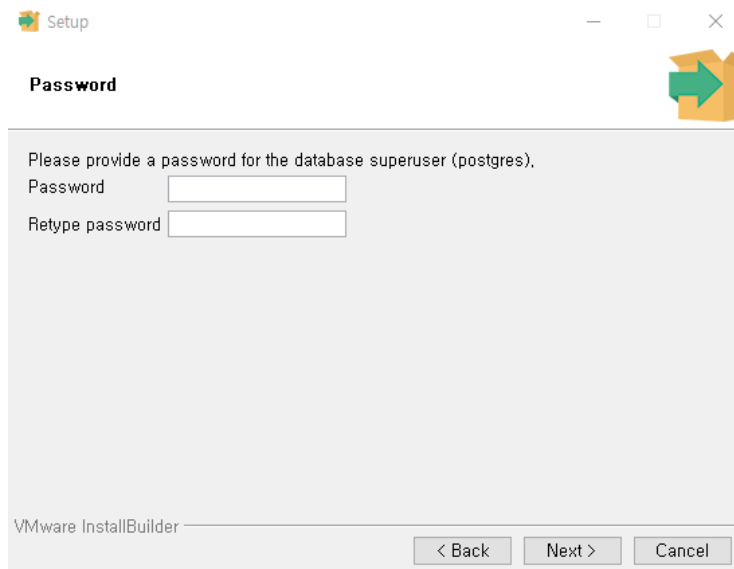 Setup
Password
Please provide a password for the database superuser (postgres),
Password
Retype password
VMware InstallBuilder
< Back
Next >
Cancel